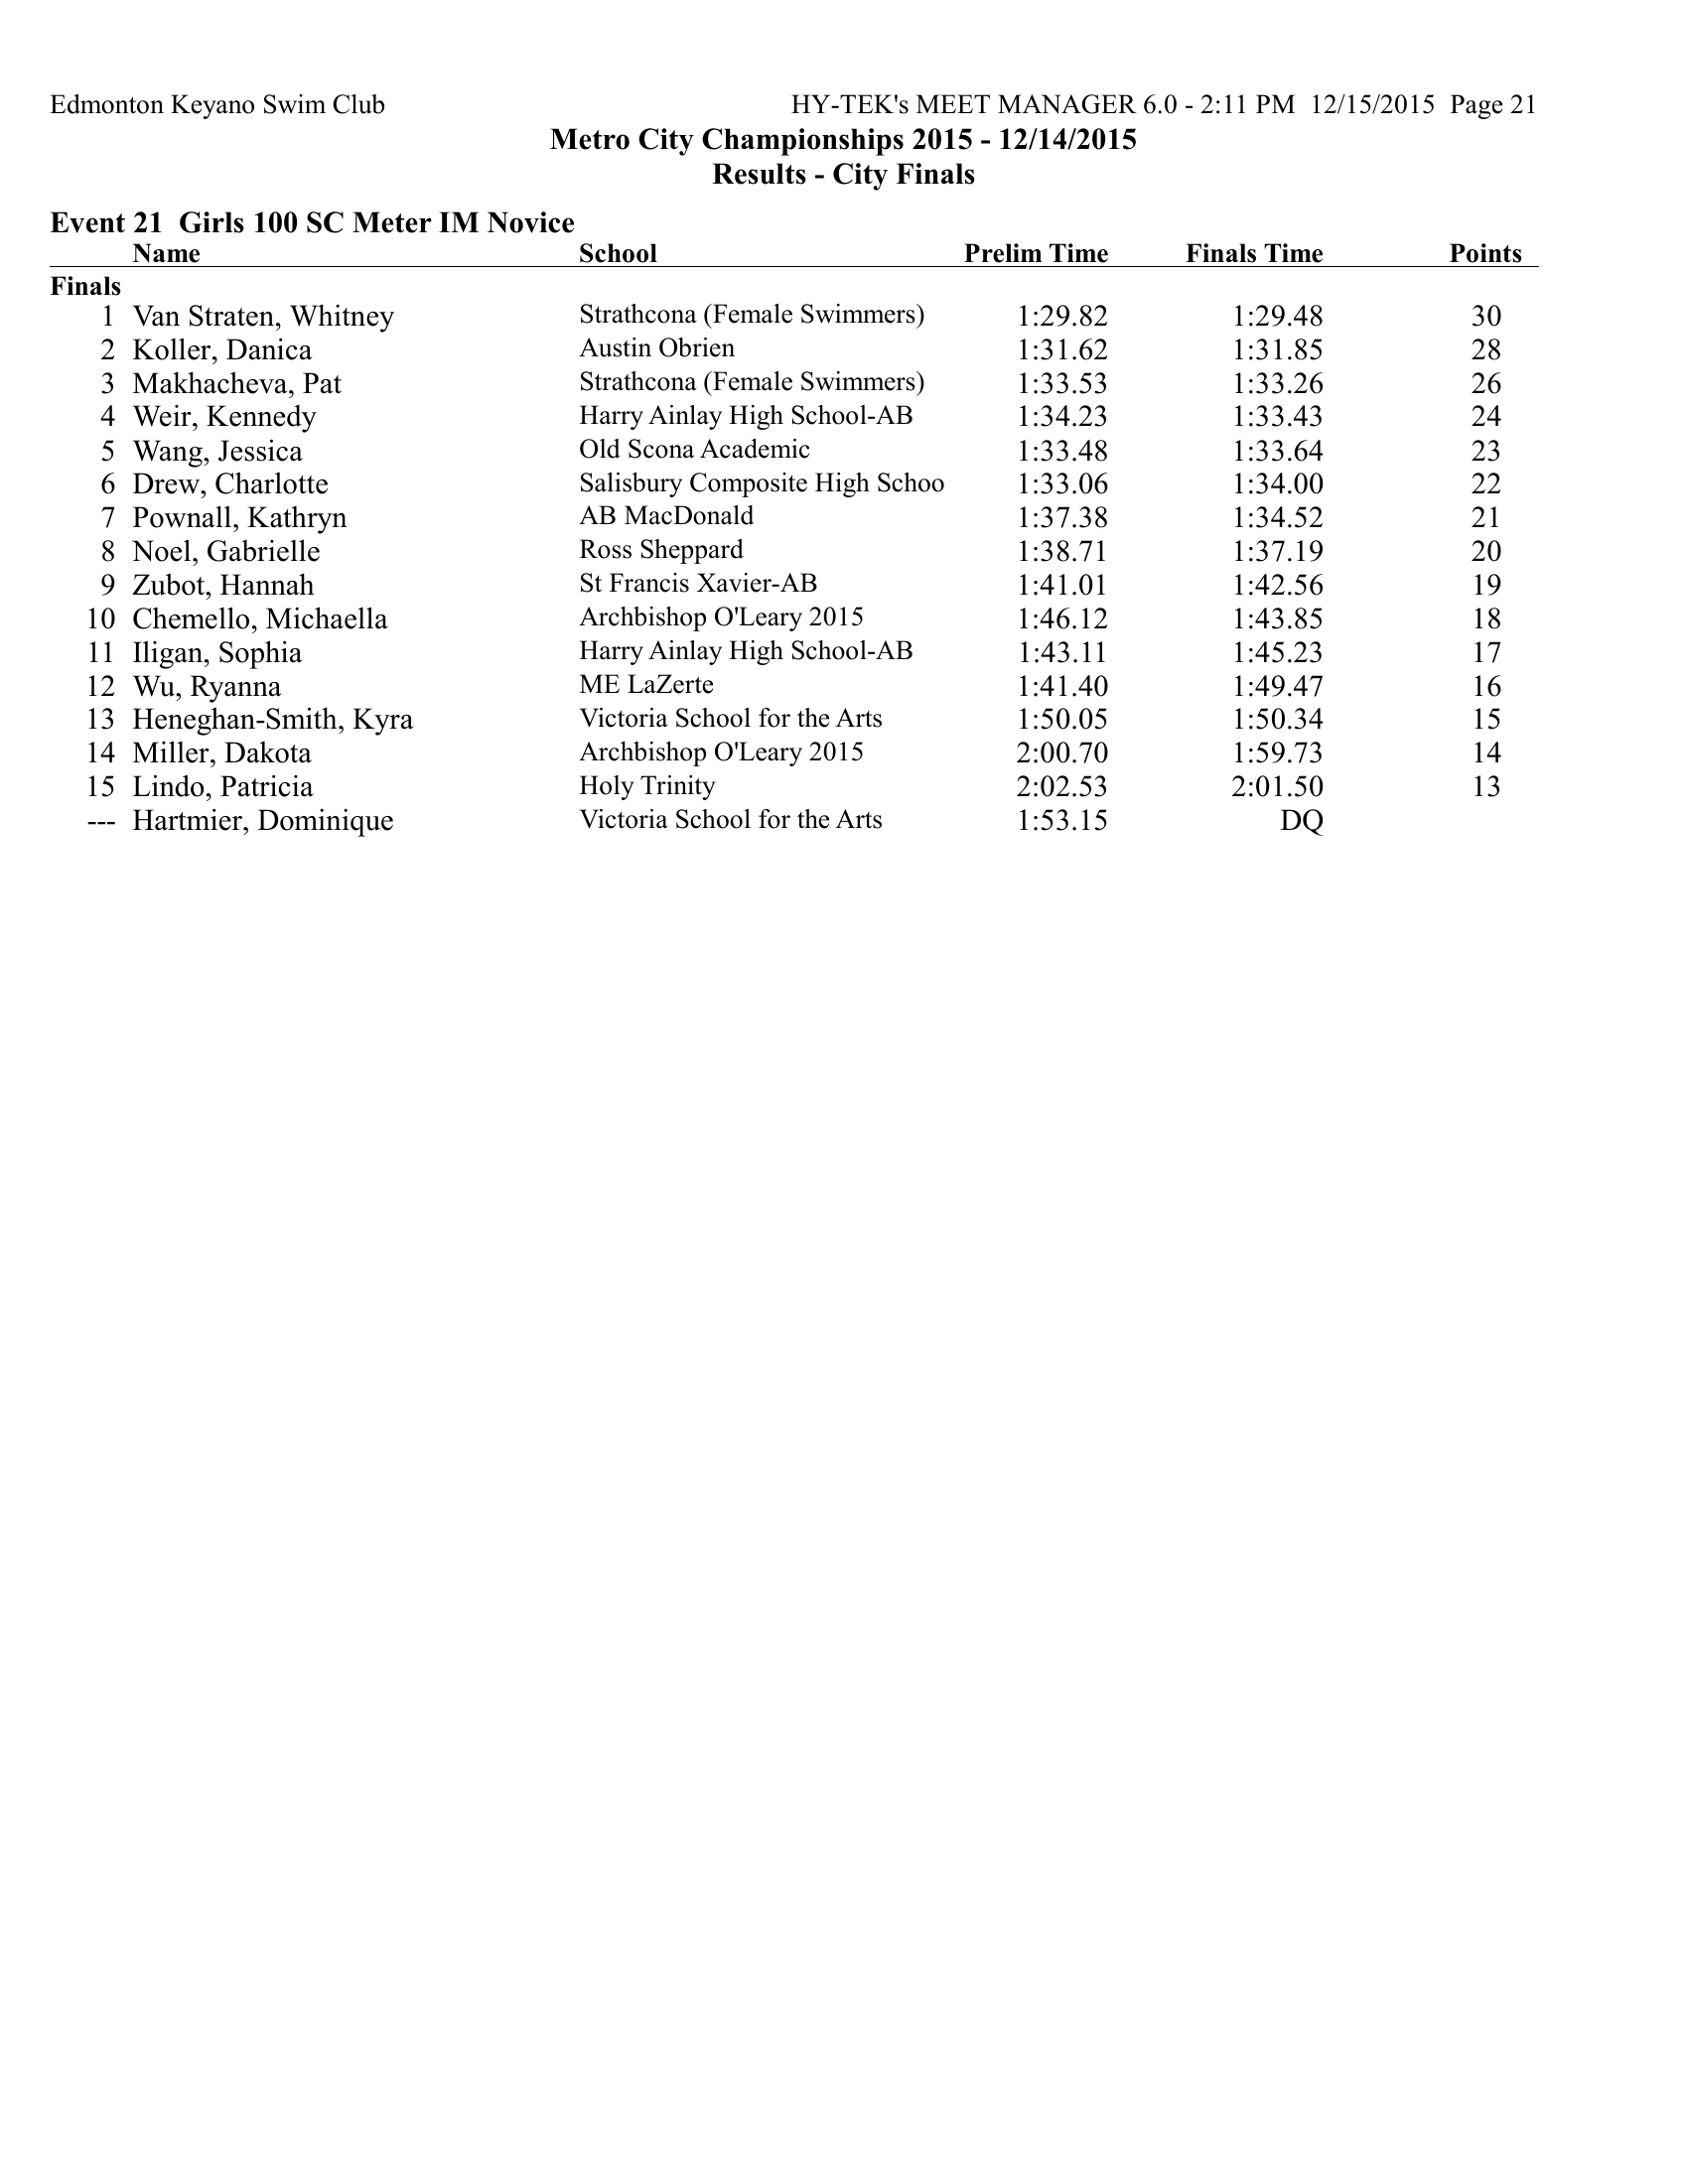 Edmonton Keyano Swim Club HY-TEK's MEET MANAGER 6.0 - 2:11 PM 12/15/2015 Page 21
Metro City Championships 2015 - 12/14/2015
Results - City Finals
Event 21 Girls 100 SC Meter IM Novice
Name School Prelim Time Finals Time Points
Finals
1 Van Straten, Whitney Strathcona (Female Swimmers) 1:29.82 1:29.48 30
2 Koller, Danica Austin Obrien 1:31.62 1:31.85 28
3 Makhacheva, Pat Strathcona (Female Swimmers) 1:33.53 1:33.26 26
4 Weir, Kennedy Harry Ainlay High School-AB 1:34.23 1:33.43 24
5 Wang, Jessica Old Scona Academic 1:33.48 1:33.64 23
6 Drew, Charlotte Salisbury Composite High Schoo 1:33.06 1:34.00 22
7 Pownall, Kathryn AB MacDonald 1:37.38 1:34.52 21
8 Noel, Gabrielle Ross Sheppard 1:38.71 1:37.19 20
9 Zubot, Hannah St Francis Xavier-AB 1:41.01 1:42.56 19
10 Chemello, Michaella Archbishop O'Leary 2015 1:46.12 1:43.85 18
11 Iligan, Sophia Harry Ainlay High School-AB 1:43.11 1:45.23 17
12 Wu, Ryanna ME LaZerte 1:41.40 1:49.47 16
13 Heneghan-Smith, Kyra Victoria School for the Arts 1:50.05 1:50.34 15
14 Miller, Dakota Archbishop O'Leary 2015 2:00.70 1:59.73 14
15 Lindo, Patricia Holy Trinity 2:02.53 2:01.50 13
--- Hartmier, Dominique Victoria School for the Arts 1:53.15 DQ